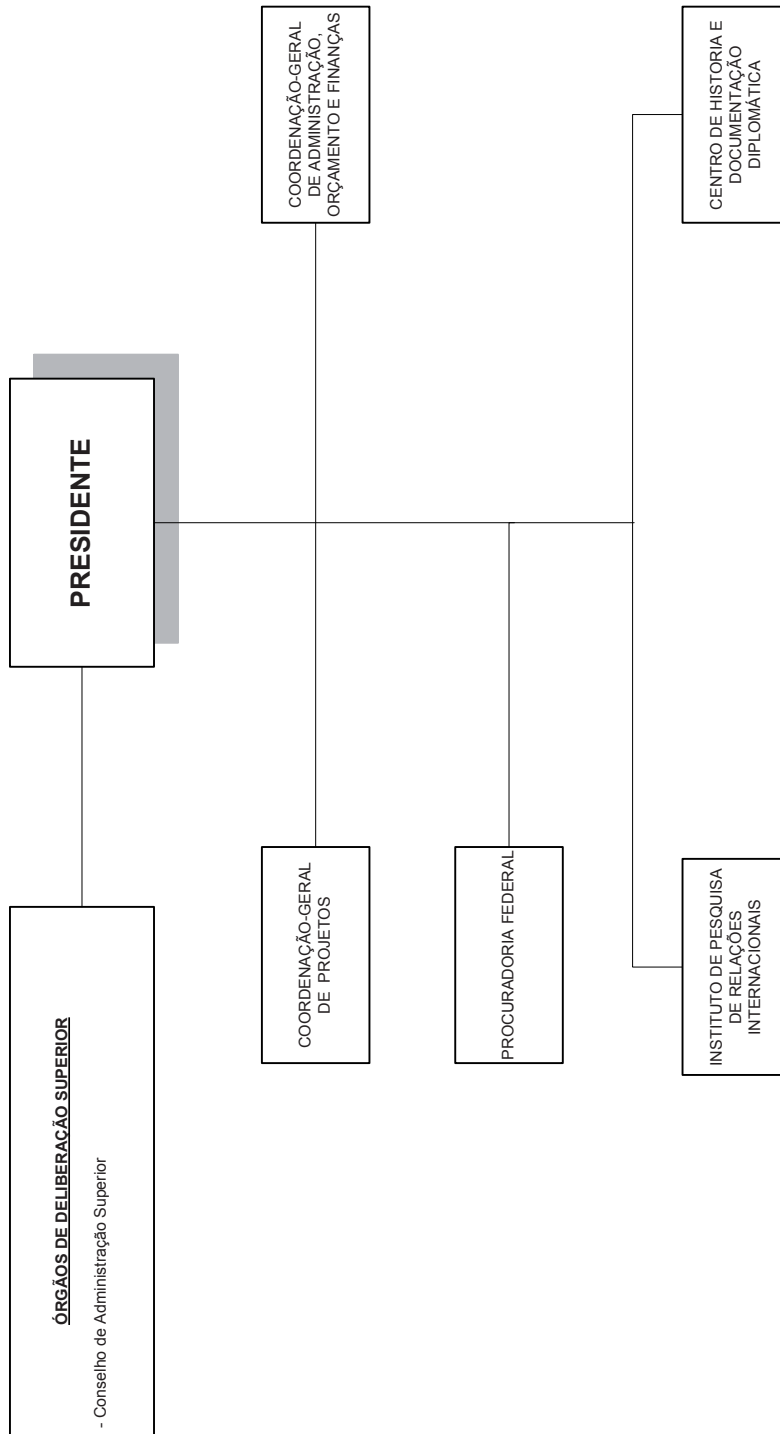 ÓRGÃOS DE DELIBERAÇÃO SUPERIOR
- Conselho de Administração Superior
PRESIDENTE
COORDENAÇÃO-GERAL
DE PROJETOS
COORDENAÇÃO-GERAL
DE ADMINISTRAÇÃO,
ORÇAMENTO E FINANÇAS
PROCURADORIA FEDERAL
INSTITUTO DE PESQUISA
DE RELAÇÕES
INTERNACIONAIS
CENTRO DE HISTORIA E
DOCUMENTAÇÃO
DIPLOMÁTICA